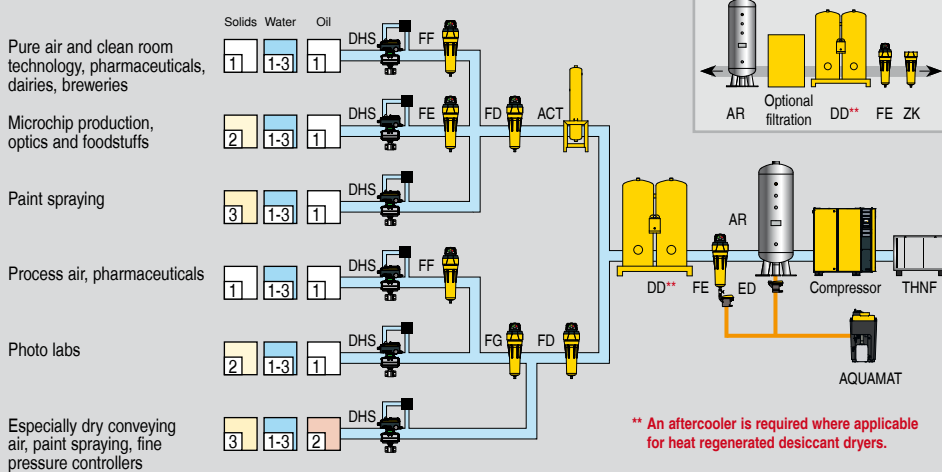 Solids Water Oil
Pure air and clean room
technology, pharmaceuticals,
dairies, breweries
1 1-3 1
DHS FF
Microchip production,
optics and foodstuffs
2 1-3 1
DHS FE FD ACT
Paint spraying
3 1-3 1
DHS
Process air, pharmaceuticals
1 1-3 1
DHS FF
Photo labs
2 1-3 1
DHS FG FD
Especially dry conveying
air, paint spraying, fine
pressure controllers
3 1-3 2
DHS
AR Optional
filtration DD** FE ZK
AR
DD** FE ED Compressor THNF
AQUAMAT
** An aftercooler is required where applicable
for heat regenerated desiccant dryers.